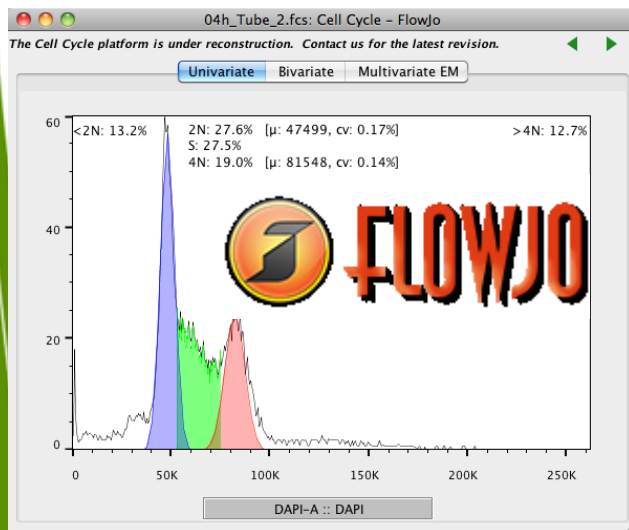 04h_Tube_2.fcs: Cell Cycle – FlowJo
The Cell Cycle platform is under reconstruction. Contact us for the latest revision.
Univariate Bivariate Multivariate EM
<2N: 13.2% 2N: 27.6% [µ: 47499, cv: 0.17%] >4N: 12.7%
S: 27.5%
4N: 19.0% [µ: 81548, cv: 0.14%]
FLOWJO
60
40
20
0
0 50K 100K 150K 200K 250K
DAPI-A :: DAPI